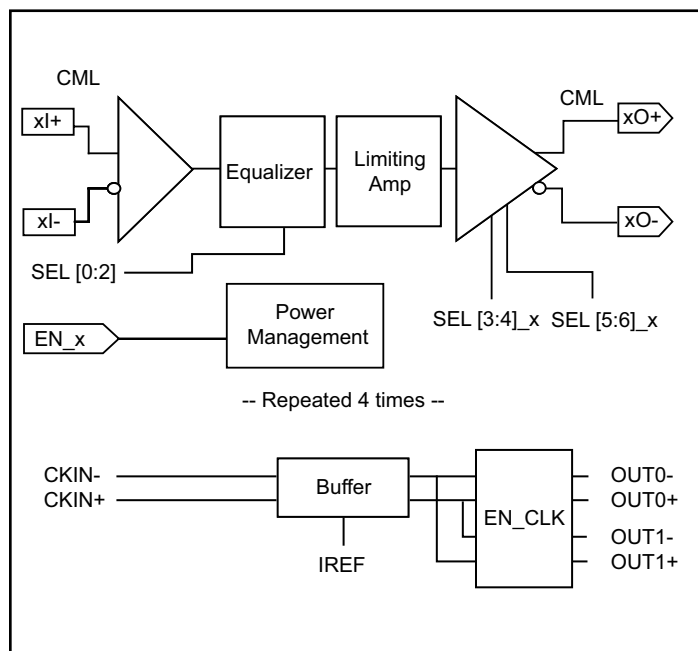 CML
xI+
xI-
SEL [0:2]
Equalizer
Limiting
Amp
CML
xO+
xO-
SEL [3:4]_x
SEL [5:6]_x
EN_x
Power
Management
-- Repeated 4 times --
CKIN-
CKIN+
Buffer
IREF
EN_CLK
OUT0-
OUT0+
OUT1-
OUT1+